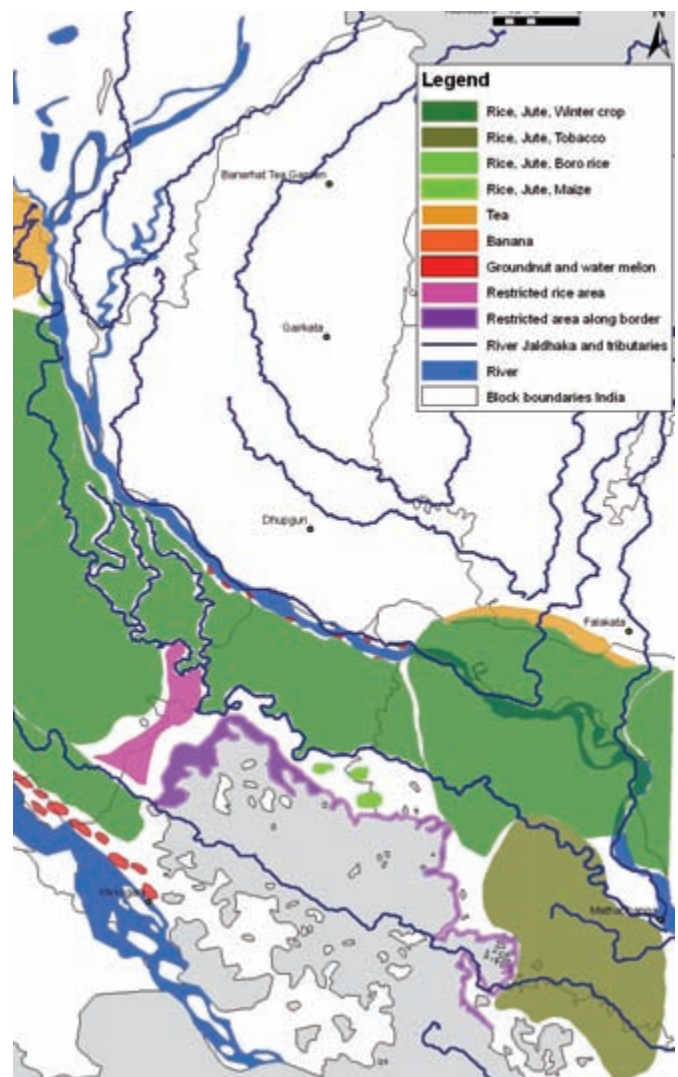 N
Legend
Rice, Jute, Winter crop
Rice, Jute, Tobacco
Rice, Jute, Boro rice
Rice, Jute, Maize
Tea
Banana
Groundnut and water melon
Restricted rice area
Restricted area along border
River Jaldhaka and tributaries
River
Block boundaries India
Banarhat Tea Garden
Gairkata
Dhupguri
Falakata